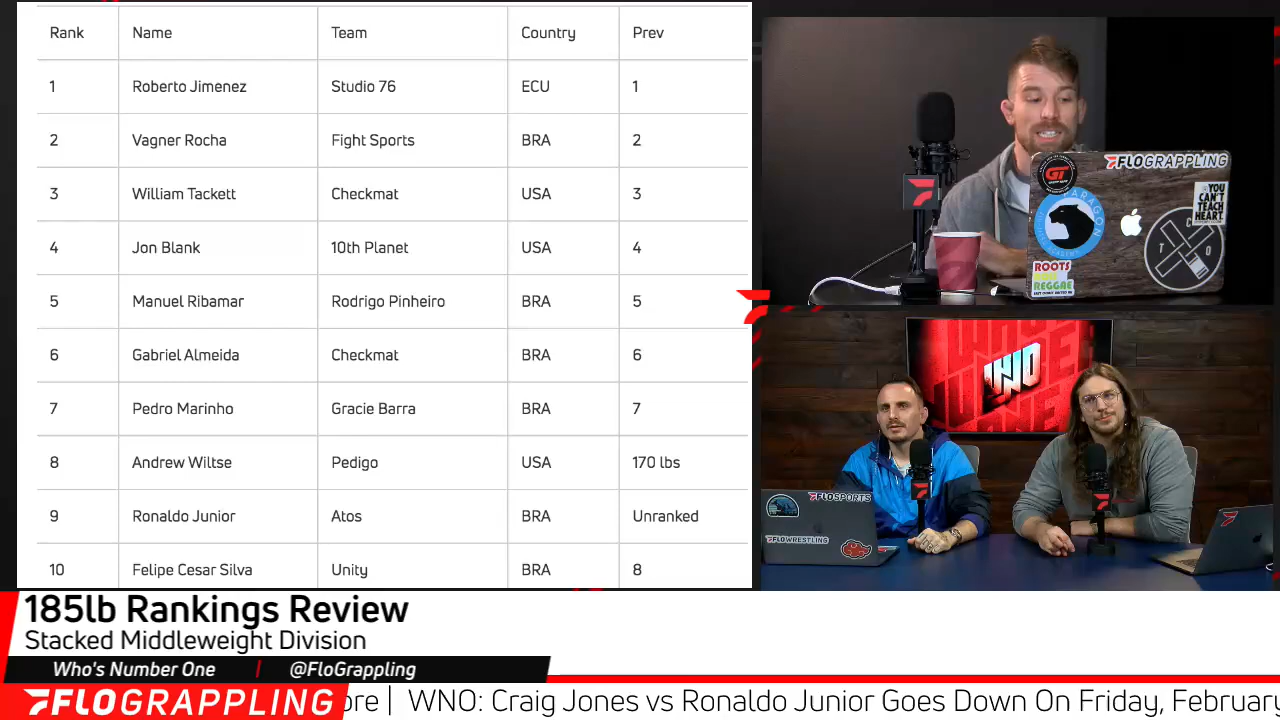 Rank Name Team Country Prev
1 Roberto Jimenez Studio 76 ECU 1
2 Vagner Rocha Fight Sports BRA 2
3 William Tackett Checkmat USA 3
4 Jon Blank 10th Planet USA 4
5 Manuel Ribamar Rodrigo Pinheiro BRA 5
6 Gabriel Almeida Checkmat BRA 6
7 Pedro Marinho Gracie Barra BRA 7
8 Andrew Wiltse Pedigo USA 170 lbs
9 Ronaldo Junior Atos BRA Unranked
10 Felipe Cesar Silva Unity BRA 8
FLOGRAPPLING
GT
YOU
CAN'T
TEACH
HEART.
PARAGON
T C O
ROOTS
REGGAE
WNO
FLOSPORTS
FLOWRESTLING
185lb Rankings Review
Stacked Middleweight Division
Who's Number One | @FloGrappling
FLOGRAPPLING ore | WNO: Craig Jones vs Ronaldo Junior Goes Down On Friday, February